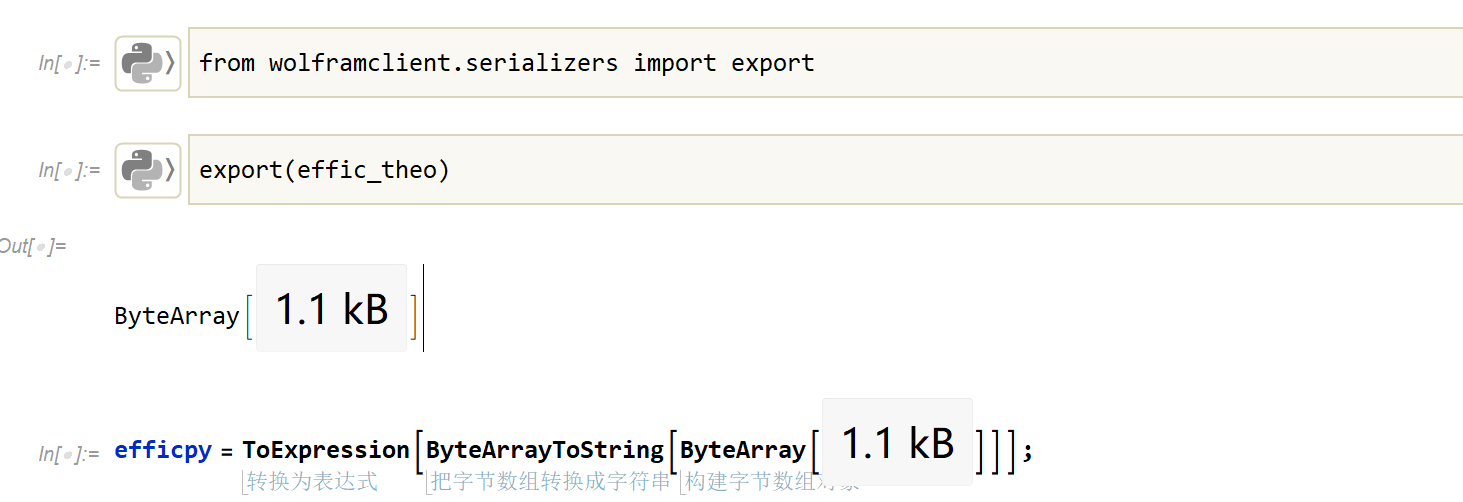 In[ ]:= from wolframclient.serializers import export
In[ ]:= export(effic_theo)
Out[ ]=
ByteArray[1.1 kB]
In[ ]:= efficpy = ToExpression[ByteArrayToString[ByteArray[1.1 kB]]];
转换为表达式 把字节数组转换成字符串 构建字节数组对象